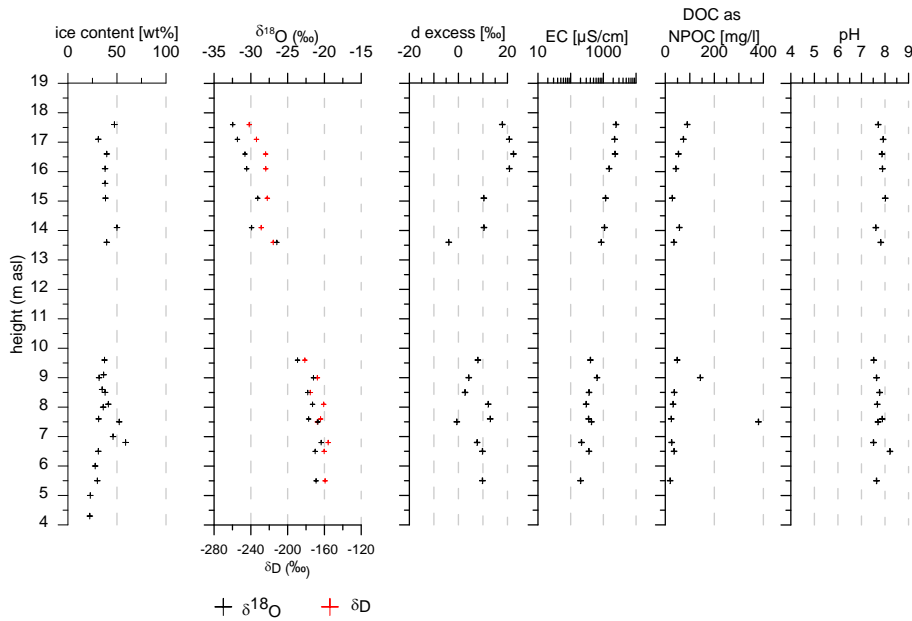 DOC as
ice content [wt%] δ18O (‰) d excess [‰] EC [µS/cm] NPOC [mg/l] pH
0 50 100 -35 -30 -25 -20 -15 -20 0 20 10 1000 0 200 400 4 5 6 7 8 9
19
18
17
16
15
14
13
height (m asl)
10
9
8
7
6
5
4
-280 -240 -200 -160 -120
δD (‰)
δ18O δD